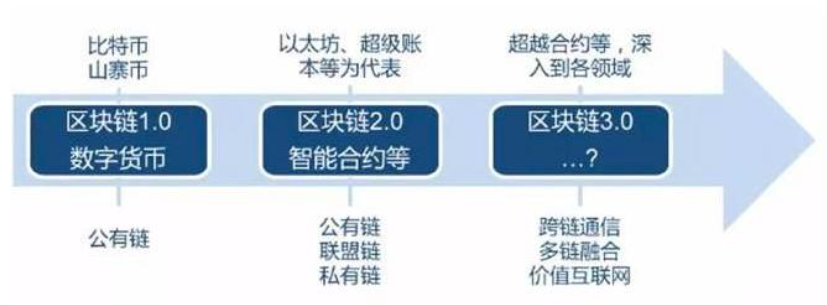 比特币
山寨币
区块链1.0
数字货币
公有链
以太坊、超级账
本等为代表
区块链2.0
智能合约等
公有链
联盟链
私有链
超越合约等，深
入到各领域
区块链3.0
…?
跨链通信
多链融合
价值互联网